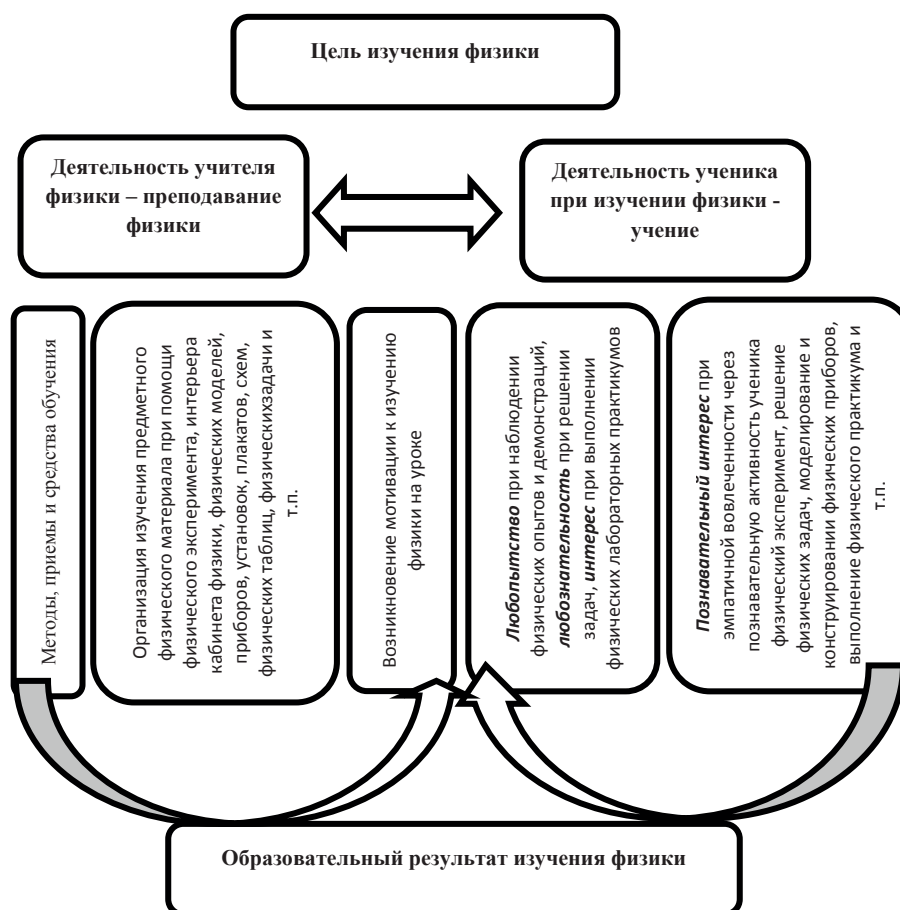 Цель изучения физики
Деятельность учителя
физики – преподавание
физики
Деятельность ученика
при изучении физики -
учение
Методы, приемы и средства обучения
Организация изучения предметного
физического материала при помощи
физического эксперимента, интерьера
кабинета физики, физических моделей,
приборов, установок, плакатов, схем,
физических таблиц, физическихзадачи и
т.п.
Возникновение мотивации к изучению
физики на уроке
Любопытство при наблюдении
физических опытов и демонстраций,
любознательность при решении
задач, интерес при выполнении
физических лабораторных практикумов
Познавательный интерес при
эмпатичной вовлеченности через
познавательную активность ученика
физический эксперимент, решение
физических задач, моделирование и
конструировании физических приборов,
выполнение физического практикума и
т.п.
Образовательный результат изучения физики